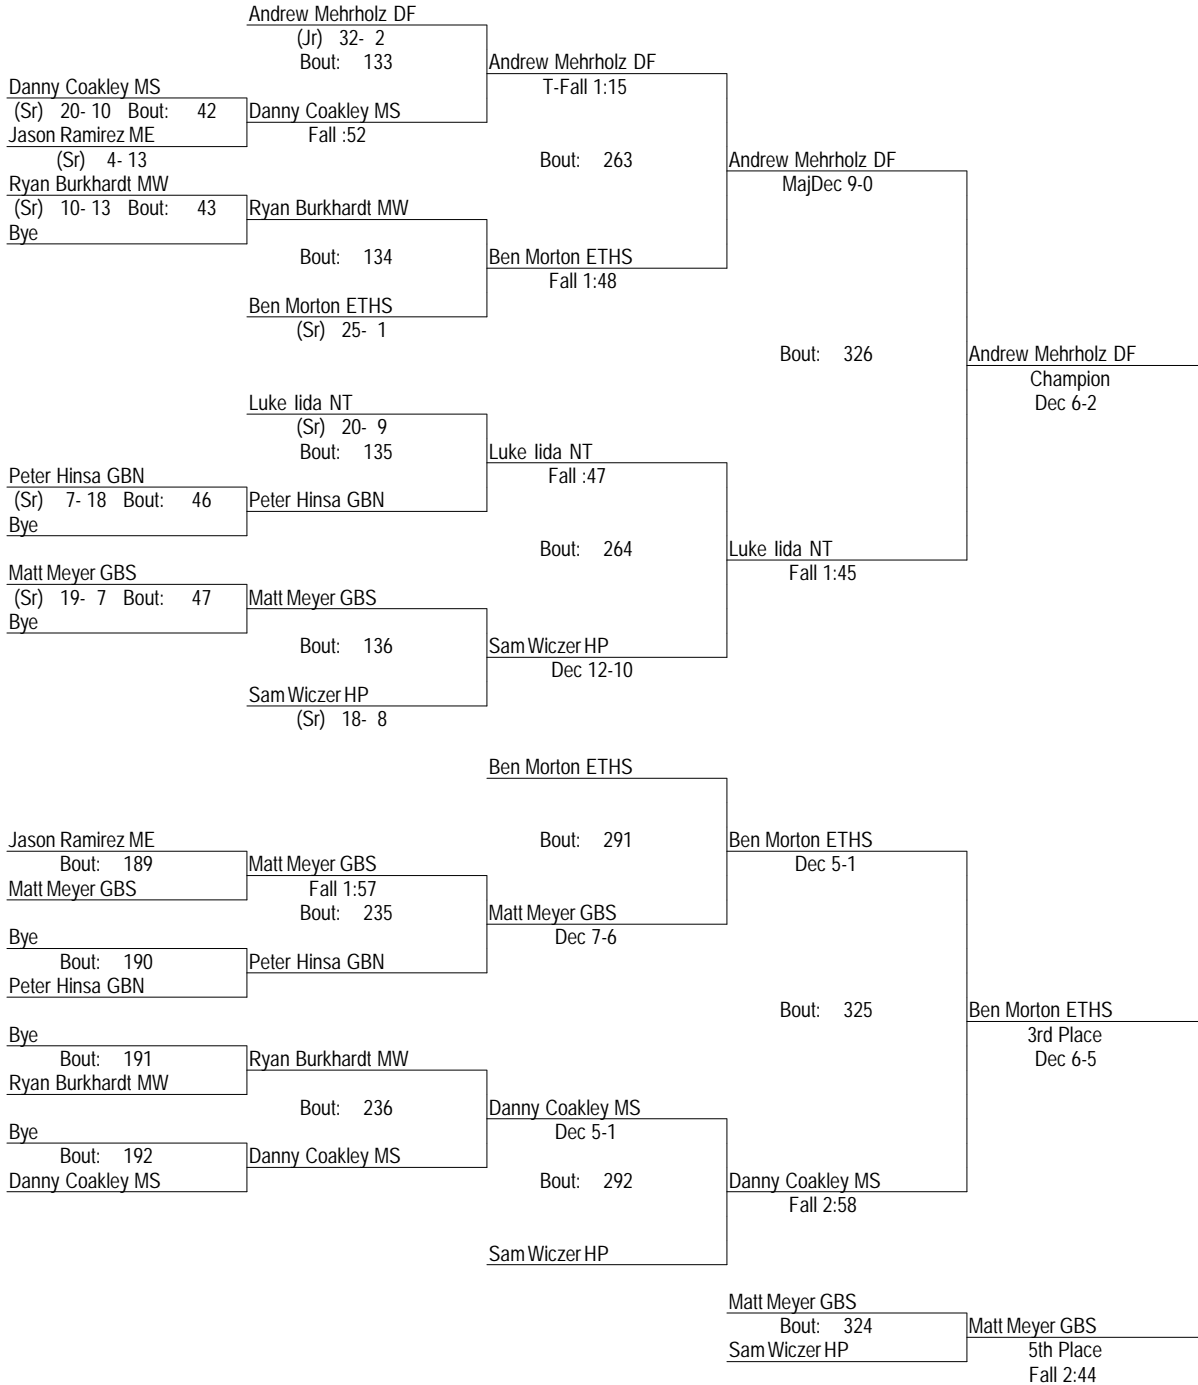 Andrew Mehrholz DF
(Jr) 32- 2
Bout: 133
Andrew Mehrholz DF
T-Fall 1:15
Danny Coakley MS
(Sr) 20- 10 Bout: 42
Danny Coakley MS
Fall :52
Jason Ramirez ME
(Sr) 4- 13
Bout: 263
Andrew Mehrholz DF
MajDec 9-0
Ryan Burkhardt MW
(Sr) 10- 13 Bout: 43
Ryan Burkhardt MW
Bye
Bout: 134
Ben Morton ETHS
Fall 1:48
Ben Morton ETHS
(Sr) 25- 1
Bout: 326
Andrew Mehrholz DF
Champion
Dec 6-2
Luke Iida NT
(Sr) 20- 9
Bout: 135
Luke Iida NT
Fall :47
Peter Hinsa GBN
(Sr) 7- 18 Bout: 46
Peter Hinsa GBN
Bye
Bout: 264
Luke Iida NT
Fall 1:45
Matt Meyer GBS
(Sr) 19- 7 Bout: 47
Matt Meyer GBS
Bye
Bout: 136
Sam Wiczer HP
Dec 12-10
Sam Wiczer HP
(Sr) 18- 8
Ben Morton ETHS
Bout: 291
Ben Morton ETHS
Dec 5-1
Jason Ramirez ME
Bout: 189
Matt Meyer GBS
Matt Meyer GBS
Fall 1:57
Bout: 235
Matt Meyer GBS
Dec 7-6
Bye
Bout: 190
Peter Hinsa GBN
Peter Hinsa GBN
Bout: 325
Ben Morton ETHS
3rd Place
Dec 6-5
Bye
Bout: 191
Ryan Burkhardt MW
Ryan Burkhardt MW
Bout: 236
Danny Coakley MS
Dec 5-1
Bye
Bout: 192
Danny Coakley MS
Danny Coakley MS
Bout: 292
Danny Coakley MS
Fall 2:58
Sam Wiczer HP
Matt Meyer GBS
Bout: 324
Matt Meyer GBS
Sam Wiczer HP
5th Place
Fall 2:44